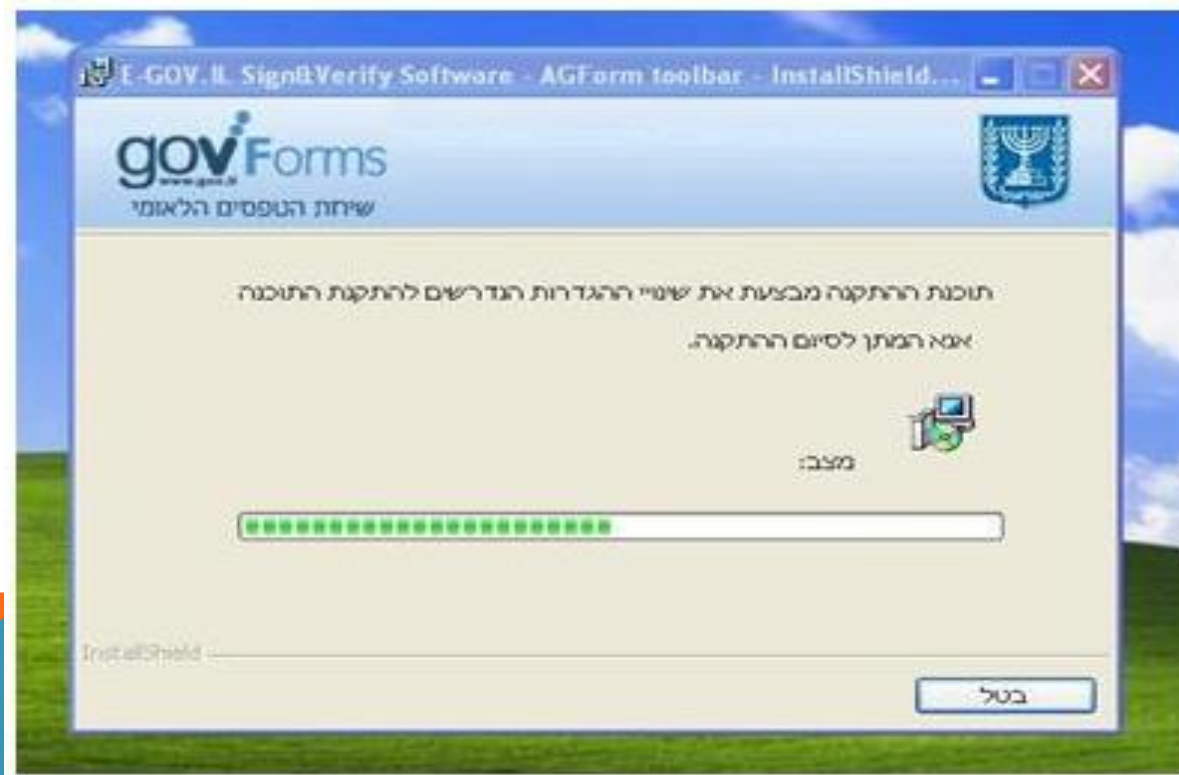 E-GOV.IL Sign&Verify Software - AGForm toolbar - InstallShield...
gov Forms
www.gov.il
שירות הטפסים הלאומי
תוכנת ההתקנה מבצעת את שינויי ההגדרות הנדרשים להתקנת התוכנה
אנא המתן לסיום ההתקנה.
מצב:
InstallShield
בטל